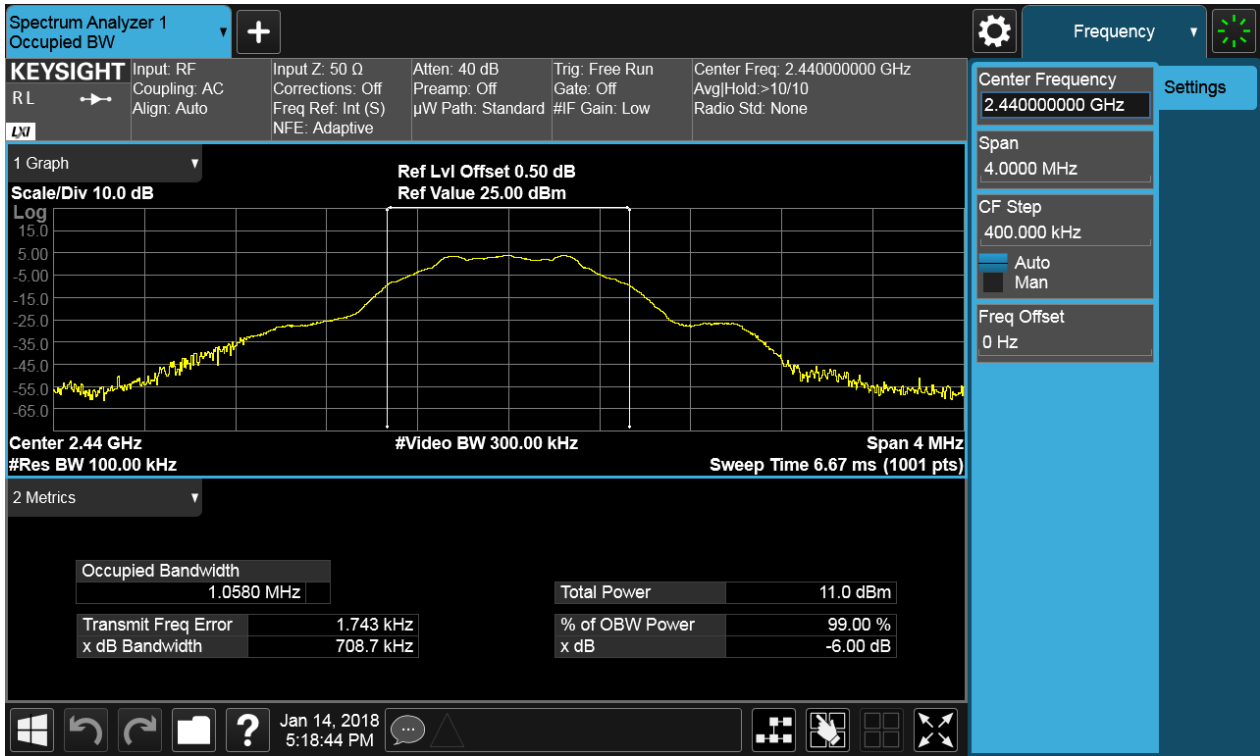 Spectrum Analyzer 1
Occupied BW
+
Frequency
KEYSIGHT
R L
LXI
Input: RF
Coupling: AC
Align: Auto
Input Z: 50 Ω
Corrections: Off
Freq Ref: Int (S)
NFE: Adaptive
Atten: 40 dB
Preamp: Off
µW Path: Standard
Trig: Free Run
Gate: Off
#IF Gain: Low
Center Freq: 2.440000000 GHz
Avg|Hold:>10/10
Radio Std: None
Center Frequency
2.440000000 GHz
Settings
Span
4.0000 MHz
CF Step
400.000 kHz
Auto
Man
Freq Offset
0 Hz
1 Graph
Scale/Div 10.0 dB
Ref Lvl Offset 0.50 dB
Ref Value 25.00 dBm
Log
15.0
5.00
-5.00
-15.0
-25.0
-35.0
-45.0
-55.0
-65.0
Center 2.44 GHz
#Video BW 300.00 kHz
Span 4 MHz
#Res BW 100.00 kHz
Sweep Time 6.67 ms (1001 pts)
2 Metrics
Occupied Bandwidth
1.0580 MHz
Total Power 11.0 dBm
Transmit Freq Error 1.743 kHz
% of OBW Power 99.00 %
x dB Bandwidth 708.7 kHz
x dB -6.00 dB
?
Jan 14, 2018
5:18:44 PM